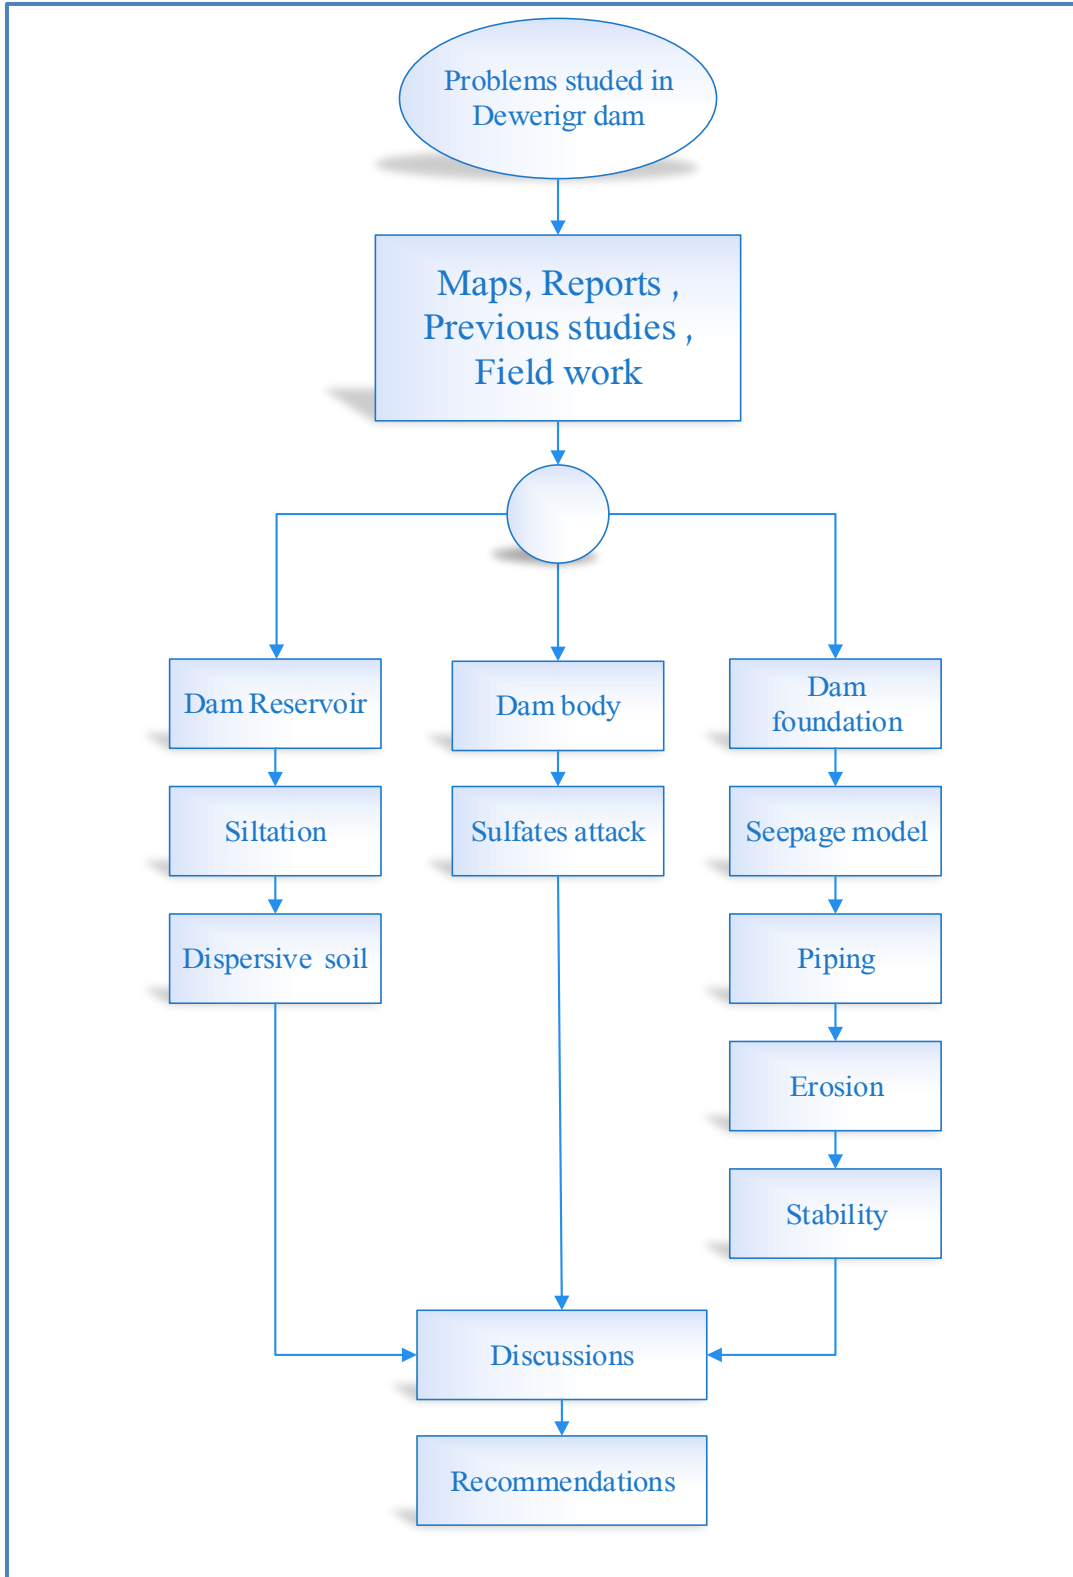 Problems studed in
Dewerigr dam
Maps, Reports ,
Previous studies ,
Field work
Dam Reservoir
Dam body
Dam
foundation
Siltation
Sulfates attack
Seepage model
Dispersive soil
Piping
Erosion
Stability
Discussions
Recommendations